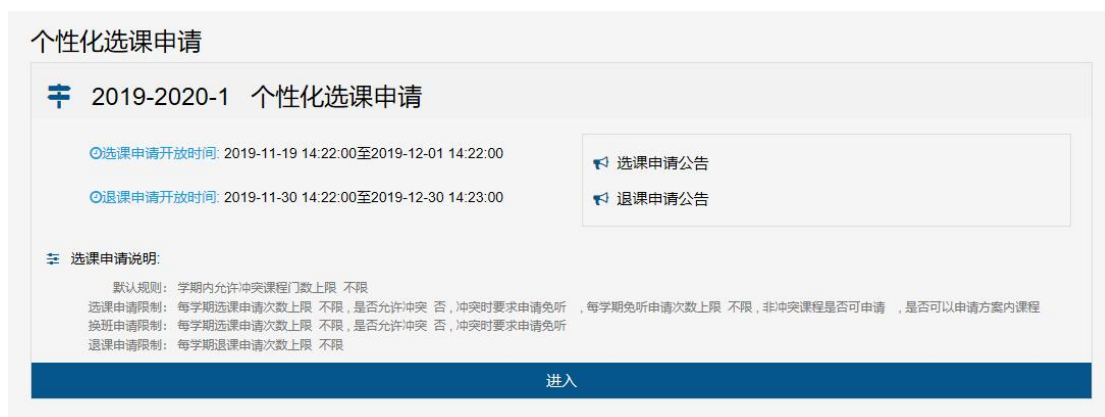 个性化选课申请
2019-2020-1 个性化选课申请
选课申请开放时间: 2019-11-19 14:22:00至2019-12-01 14:22:00
退课申请开放时间: 2019-11-30 14:22:00至2019-12-30 14:23:00
选课申请公告
退课申请公告
选课申请说明:
默认规则： 学期内允许冲突课程门数上限 不限
选课申请限制： 每学期选课申请次数上限 不限 , 是否允许冲突 否 , 冲突时要求申请免听 , 每学期免听申请次数上限 不限 , 非冲突课程是否可申请 , 是否可以申请方案内课程
换班申请限制： 每学期选课申请次数上限 不限 , 是否允许冲突 否 , 冲突时要求申请免听
退课申请限制： 每学期退课申请次数上限 不限
进入